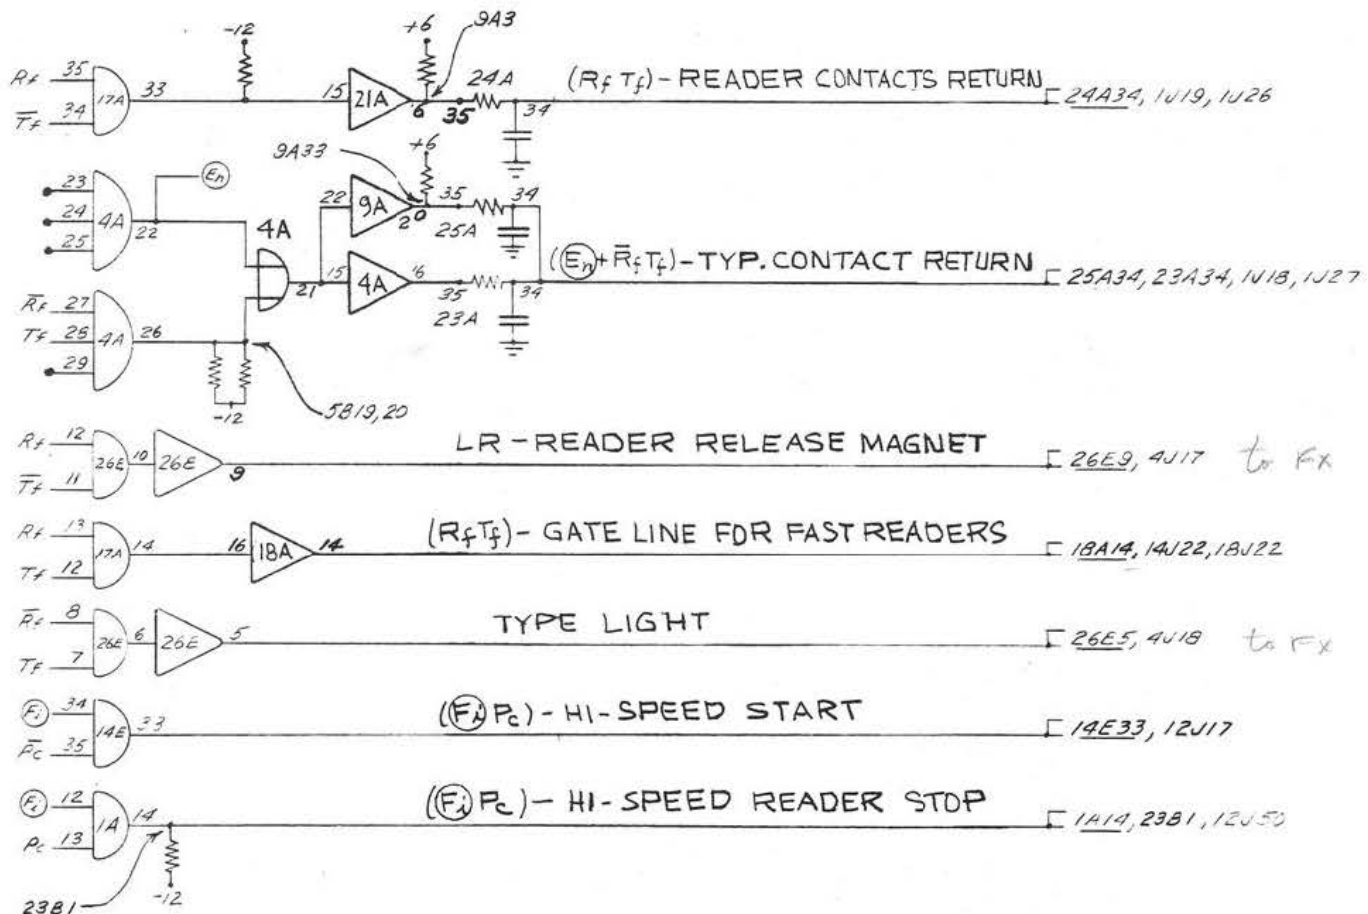 -12
+6
9A3
Rf 35
17A
33
T̅f 34
15 21A 6
35
24A
34
(Rf Tf) - READER CONTACTS RETURN
24A34, 1J19, 1J26
9A33
+6
En
23
24
25
4A
22
4A
22 9A 20
35
25A
34
21
15 4A 16
35
23A
34
(En + R̅f Tf) - TYP. CONTACT RETURN
25A34, 23A34, 1J18, 1J27
R̅f 27
Tf 28
29
4A
26
-12
5B19,20
Rf 12
T̅f 11
26E
10
26E
9
LR - READER RELEASE MAGNET
26E9, 4J17
to Fx
Rf 13
Tf 12
17A
14
16 18A 14
(Rf Tf) - GATE LINE FOR FAST READERS
18A14, 14J22, 18J22
R̅f 8
Tf 7
26E
6
26E
5
TYPE LIGHT
26E5, 4J18
to Fx
Fi 34
P̅c 35
14E
33
(Fi Pc) - HI-SPEED START
14E33, 12J17
Fi 12
Pc 13
1A
14
(Fi Pc) - HI-SPEED READER STOP
1A14, 23B1, 12J50
23B1
-12